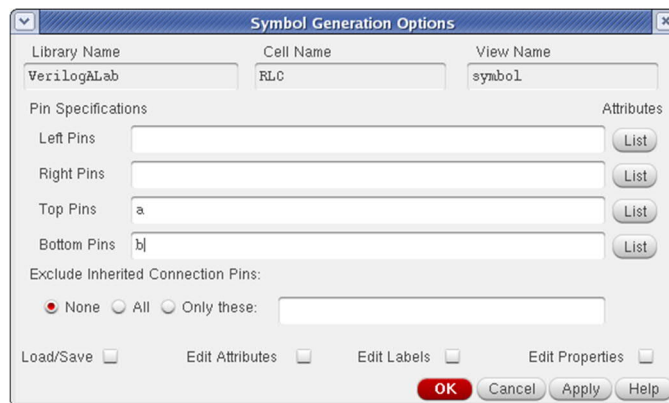 Symbol Generation Options
Library Name Cell Name View Name
VerilogALab RLC symbol
Pin Specifications Attributes
Left Pins List
Right Pins List
Top Pins a List
Bottom Pins b List
Exclude Inherited Connection Pins:
None All Only these:
Load/Save Edit Attributes Edit Labels Edit Properties
OK Cancel Apply Help